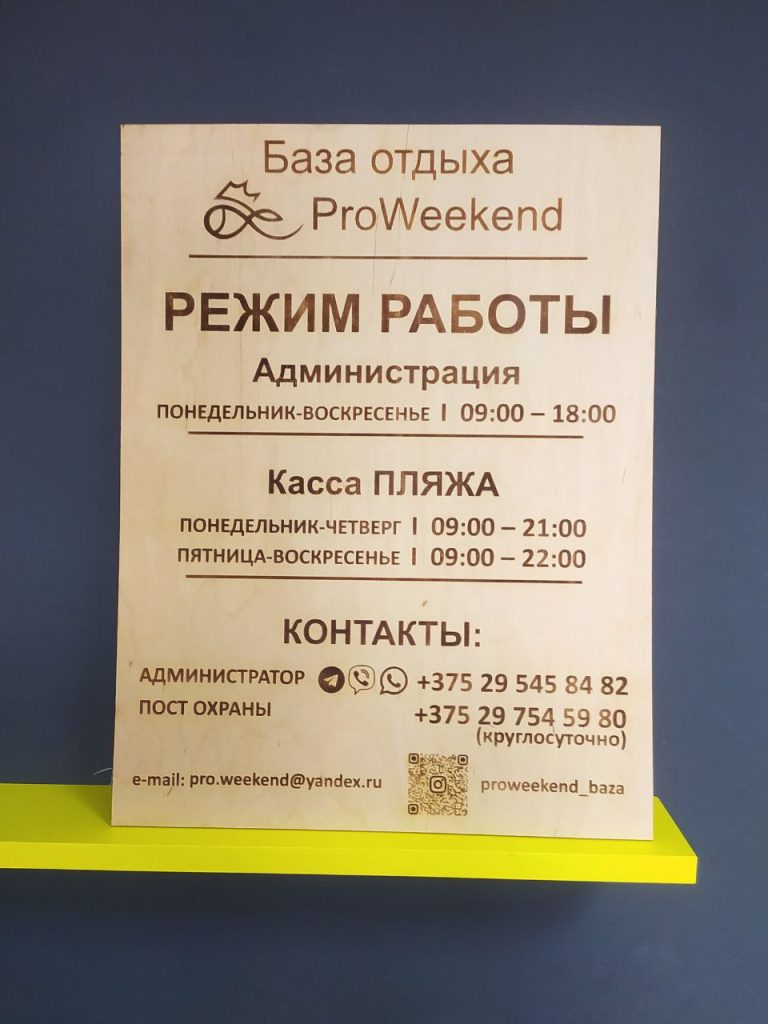 База отдыха
ProWeekend
РЕЖИМ РАБОТЫ
Администрация
ПОНЕДЕЛЬНИК-ВОСКРЕСЕНЬЕ | 09:00 – 18:00
Касса ПЛЯЖА
ПОНЕДЕЛЬНИК-ЧЕТВЕРГ | 09:00 – 21:00
ПЯТНИЦА-ВОСКРЕСЕНЬЕ | 09:00 – 22:00
КОНТАКТЫ:
АДМИНИСТРАТОР +375 29 545 84 82
ПОСТ ОХРАНЫ +375 29 754 59 80
(круглосуточно)
e-mail: pro.weekend@yandex.ru proweekend_baza